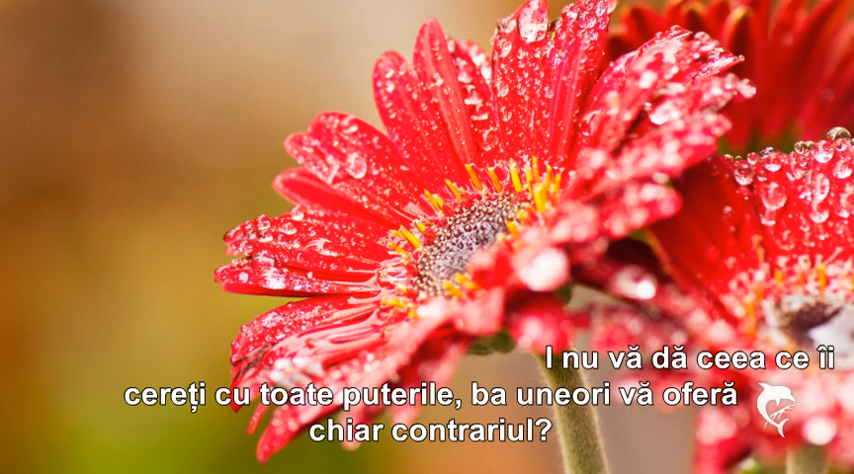 I nu vă dă ceea ce îi
cereți cu toate puterile, ba uneori vă oferă
chiar contrariul?